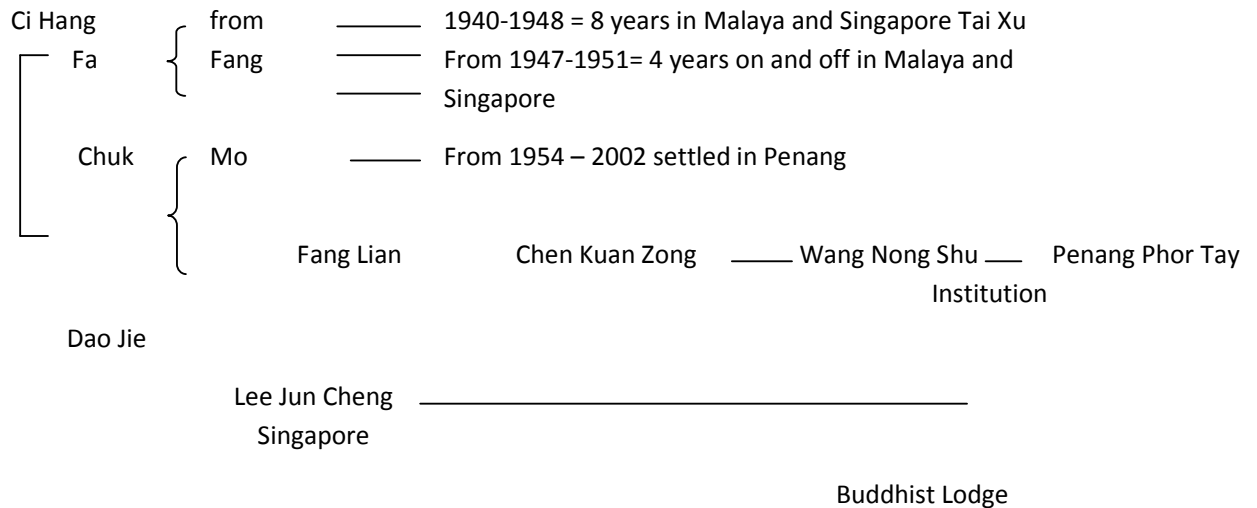 Ci Hang from 1940-1948 = 8 years in Malaya and Singapore Tai Xu
Fa Fang From 1947-1951= 4 years on and off in Malaya and
Singapore
Chuk Mo From 1954 – 2002 settled in Penang
Fang Lian Chen Kuan Zong Wang Nong Shu Penang Phor Tay
Institution
Dao Jie
Lee Jun Cheng
Singapore
Buddhist Lodge